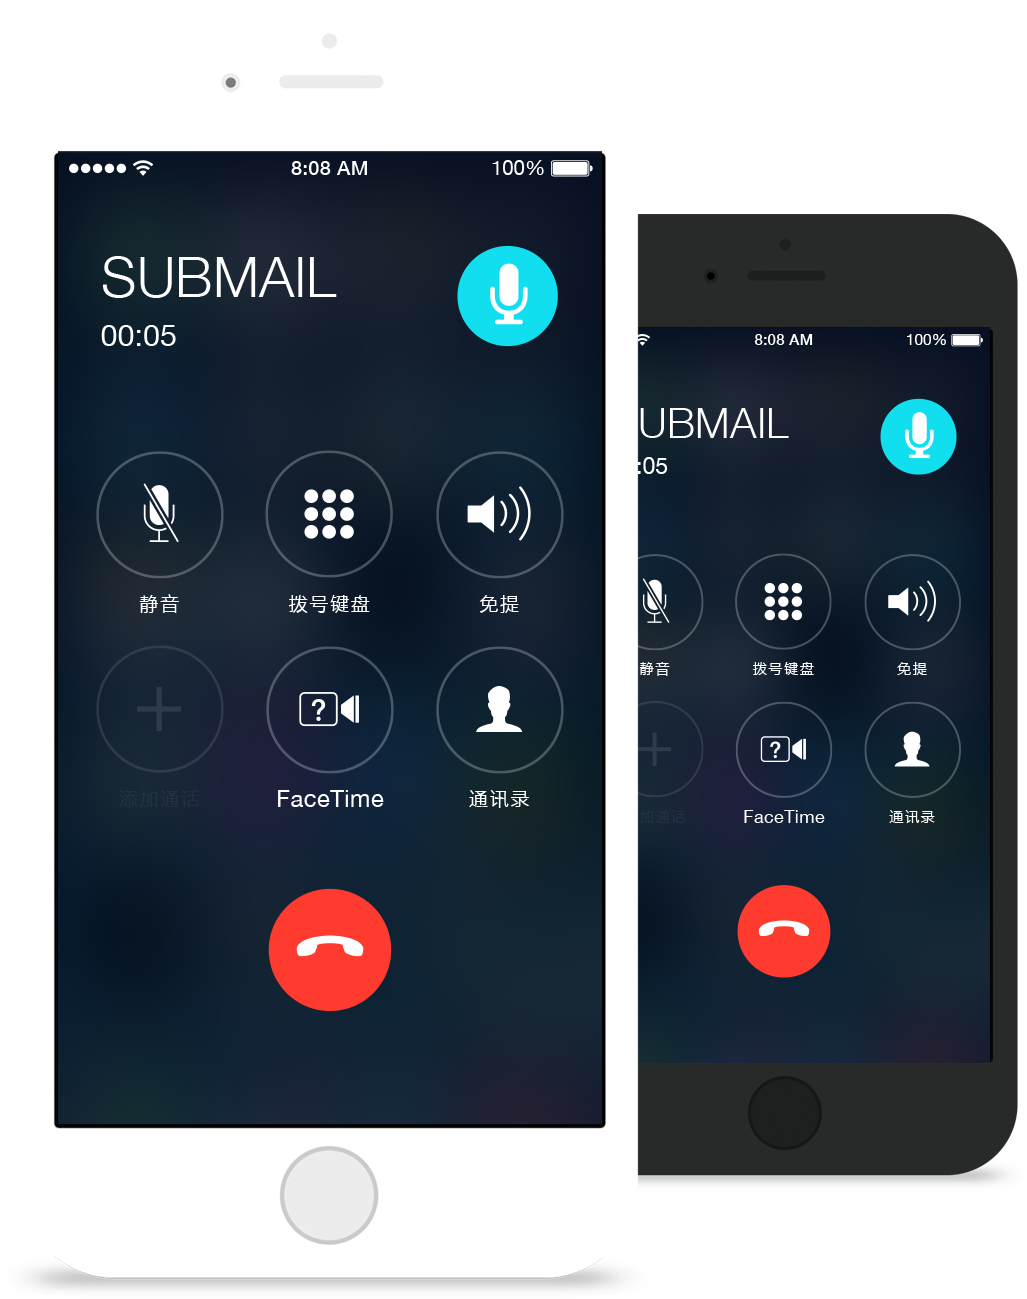 8:08 AM 100%
SUBMAIL
00:05
静音 拨号键盘 免提
添加通话 FaceTime 通讯录
8:08 AM 100%
UBMAIL
:05
静音 拨号键盘 免提
加通话 FaceTime 通讯录